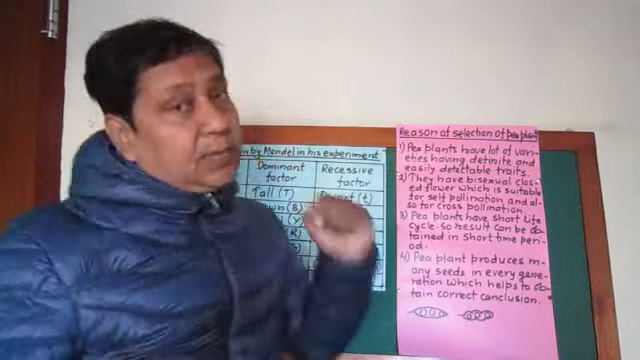 n by Mendel in his experiment
Dominant factor
Recessive factor
Tall (T)
(t)
(B)
Reason of selection of pea plant
1) Pea plants have lot of vari-
eties having definite and
easily detectable traits.
2) They have bisexual clos-
ed flower which is suitable
for self pollination and al-
so for cross pollination.
3) Pea plants have short life
cycle. so result can be ob
tained in short time peri-
od.
4) Pea plant produces m-
any seeds in every gene-
ration which helps to ob-
tain correct conclusion.